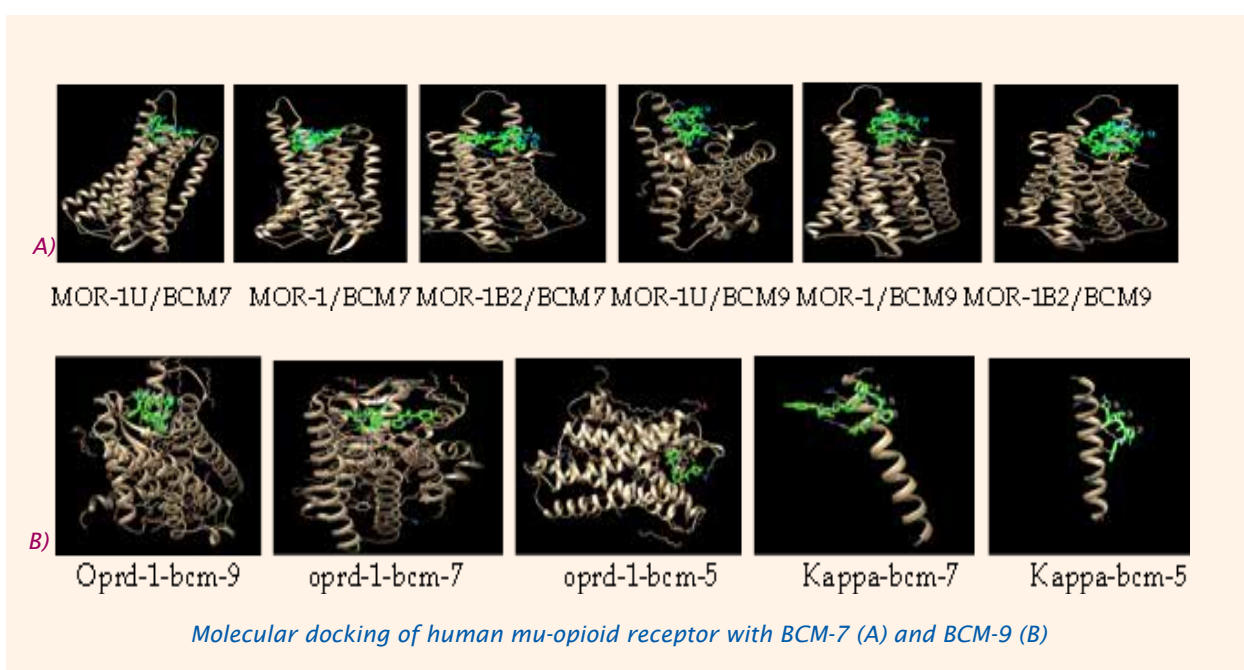 A)
MOR-1U/BCM7 MOR-1/BCM7 MOR-1B2/BCM7 MOR-1U/BCM9 MOR-1/BCM9 MOR-1B2/BCM9
B)
Oprd-1-bcm-9 oprd-1-bcm-7 oprd-1-bcm-5 Kappa-bcm-7 Kappa-bcm-5
Molecular docking of human mu-opioid receptor with BCM-7 (A) and BCM-9 (B)